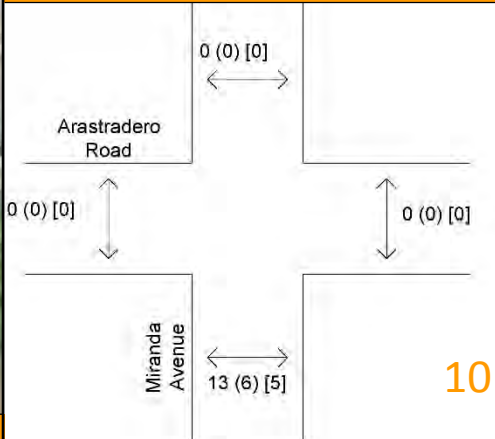 0 (0) [0]
Arastradero
Road
0 (0) [0]
0 (0) [0]
Miranda
Avenue
13 (6) [5]
10